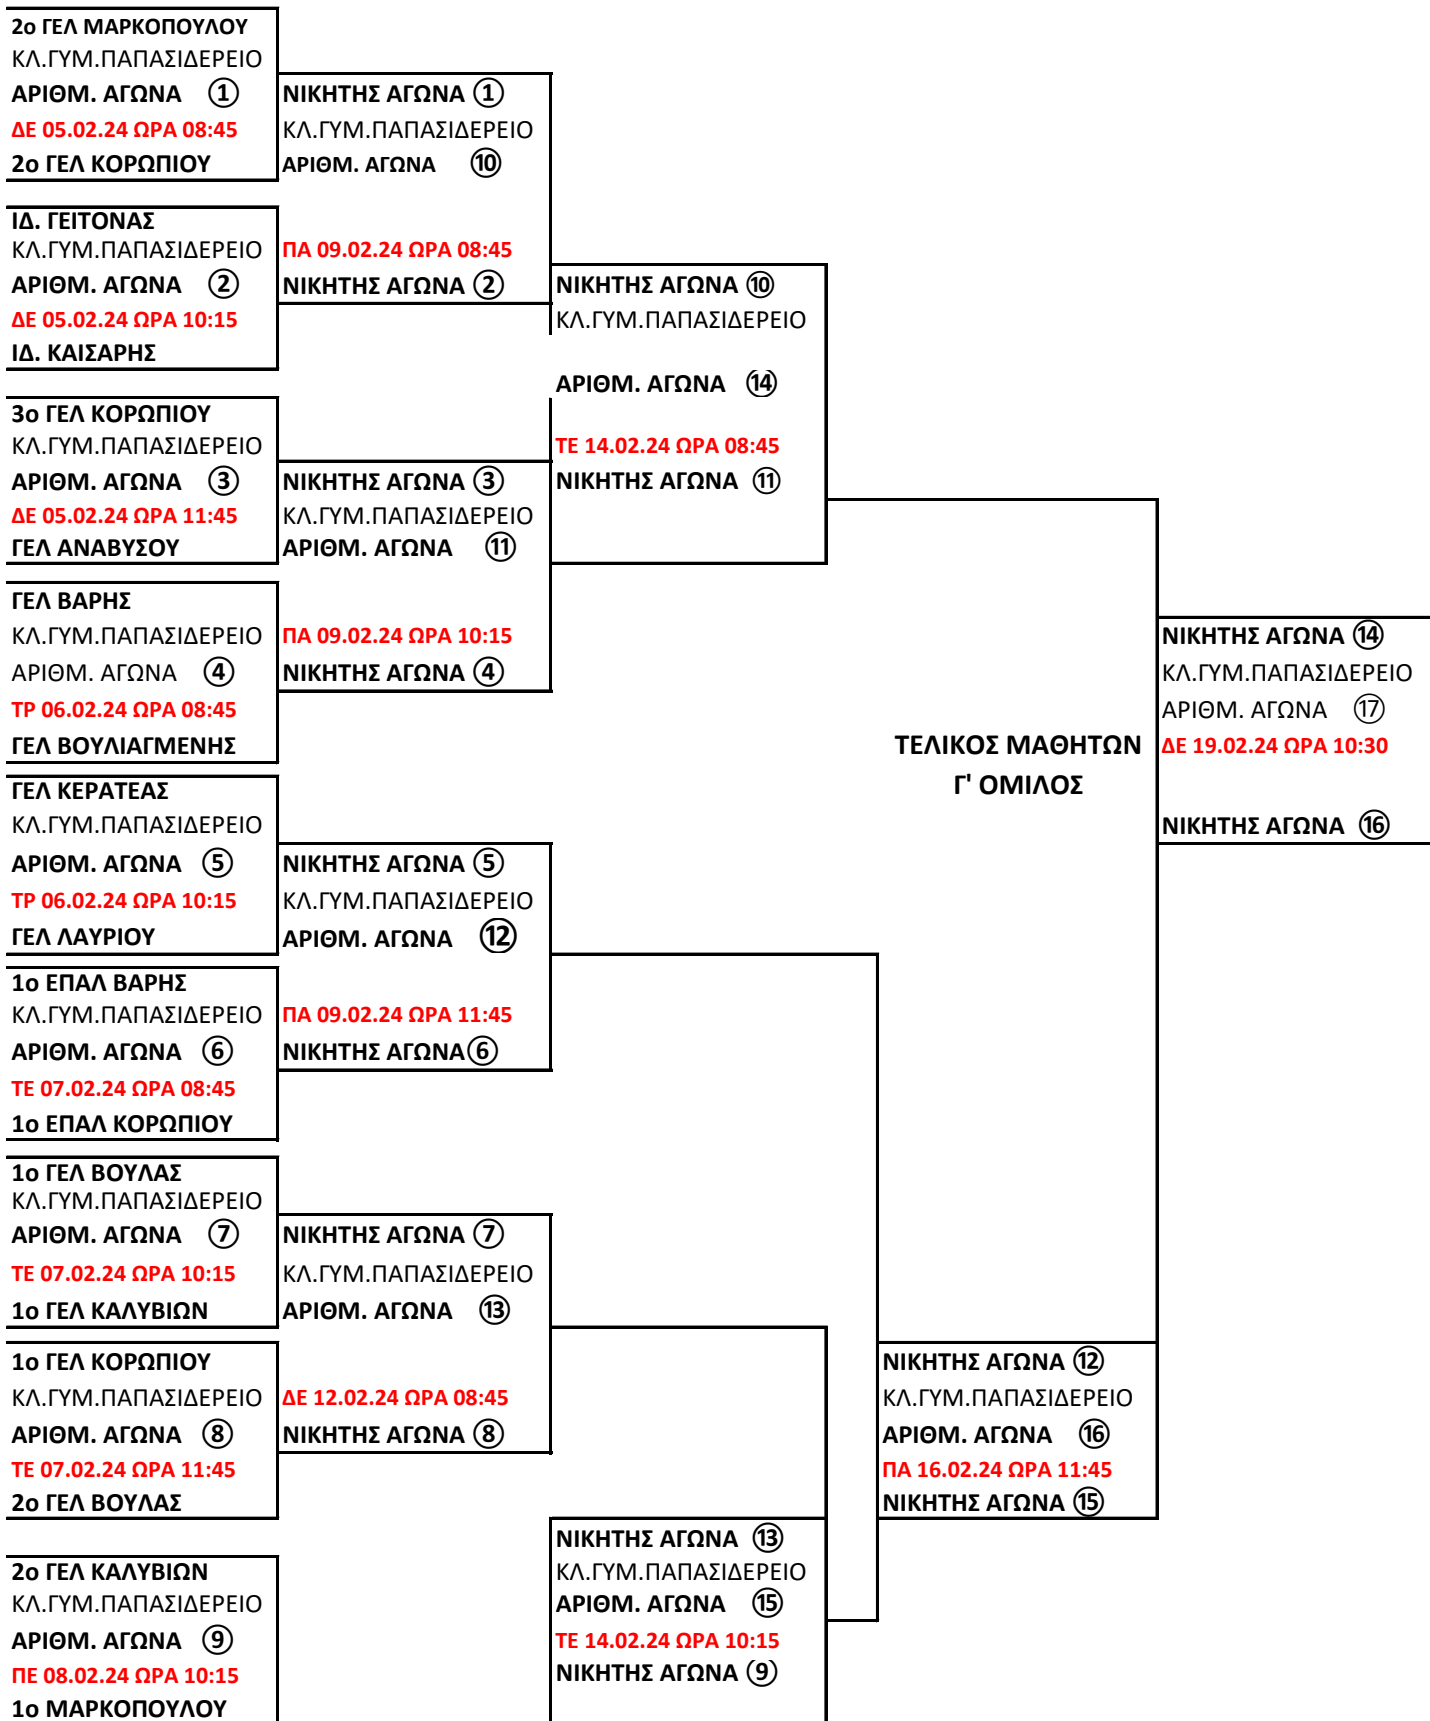 2ο ΓΕΛ ΜΑΡΚΟΠΟΥΛΟΥ
ΚΛ.ΓΥΜ.ΠΑΠΑΣΙΔΕΡΕΙΟ
ΑΡΙΘΜ. ΑΓΩΝΑ ①
ΔΕ 05.02.24 ΩΡΑ 08:45
2ο ΓΕΛ ΚΟΡΩΠΙΟΥ
ΙΔ. ΓΕΙΤΟΝΑΣ
ΚΛ.ΓΥΜ.ΠΑΠΑΣΙΔΕΡΕΙΟ
ΑΡΙΘΜ. ΑΓΩΝΑ ②
ΔΕ 05.02.24 ΩΡΑ 10:15
ΙΔ. ΚΑΙΣΑΡΗΣ
3ο ΓΕΛ ΚΟΡΩΠΙΟΥ
ΚΛ.ΓΥΜ.ΠΑΠΑΣΙΔΕΡΕΙΟ
ΑΡΙΘΜ. ΑΓΩΝΑ ③
ΔΕ 05.02.24 ΩΡΑ 11:45
ΓΕΛ ΑΝΑΒΥΣΟΥ
ΓΕΛ ΒΑΡΗΣ
ΚΛ.ΓΥΜ.ΠΑΠΑΣΙΔΕΡΕΙΟ
ΑΡΙΘΜ. ΑΓΩΝΑ ④
ΤΡ 06.02.24 ΩΡΑ 08:45
ΓΕΛ ΒΟΥΛΙΑΓΜΕΝΗΣ
ΓΕΛ ΚΕΡΑΤΕΑΣ
ΚΛ.ΓΥΜ.ΠΑΠΑΣΙΔΕΡΕΙΟ
ΑΡΙΘΜ. ΑΓΩΝΑ ⑤
ΤΡ 06.02.24 ΩΡΑ 10:15
ΓΕΛ ΛΑΥΡΙΟΥ
1ο ΕΠΑΛ ΒΑΡΗΣ
ΚΛ.ΓΥΜ.ΠΑΠΑΣΙΔΕΡΕΙΟ
ΑΡΙΘΜ. ΑΓΩΝΑ ⑥
ΤΕ 07.02.24 ΩΡΑ 08:45
1ο ΕΠΑΛ ΚΟΡΩΠΙΟΥ
1ο ΓΕΛ ΒΟΥΛΑΣ
ΚΛ.ΓΥΜ.ΠΑΠΑΣΙΔΕΡΕΙΟ
ΑΡΙΘΜ. ΑΓΩΝΑ ⑦
ΤΕ 07.02.24 ΩΡΑ 10:15
1ο ΓΕΛ ΚΑΛΥΒΙΩΝ
1ο ΓΕΛ ΚΟΡΩΠΙΟΥ
ΚΛ.ΓΥΜ.ΠΑΠΑΣΙΔΕΡΕΙΟ
ΑΡΙΘΜ. ΑΓΩΝΑ ⑧
ΤΕ 07.02.24 ΩΡΑ 11:45
2ο ΓΕΛ ΒΟΥΛΑΣ
2ο ΓΕΛ ΚΑΛΥΒΙΩΝ
ΚΛ.ΓΥΜ.ΠΑΠΑΣΙΔΕΡΕΙΟ
ΑΡΙΘΜ. ΑΓΩΝΑ ⑨
ΠΕ 08.02.24 ΩΡΑ 10:15
1ο ΜΑΡΚΟΠΟΥΛΟΥ
ΝΙΚΗΤΗΣ ΑΓΩΝΑ ①
ΚΛ.ΓΥΜ.ΠΑΠΑΣΙΔΕΡΕΙΟ
ΑΡΙΘΜ. ΑΓΩΝΑ ⑩
ΠΑ 09.02.24 ΩΡΑ 08:45
ΝΙΚΗΤΗΣ ΑΓΩΝΑ ②
ΝΙΚΗΤΗΣ ΑΓΩΝΑ ③
ΚΛ.ΓΥΜ.ΠΑΠΑΣΙΔΕΡΕΙΟ
ΑΡΙΘΜ. ΑΓΩΝΑ ⑪
ΠΑ 09.02.24 ΩΡΑ 10:15
ΝΙΚΗΤΗΣ ΑΓΩΝΑ ④
ΝΙΚΗΤΗΣ ΑΓΩΝΑ ⑤
ΚΛ.ΓΥΜ.ΠΑΠΑΣΙΔΕΡΕΙΟ
ΑΡΙΘΜ. ΑΓΩΝΑ ⑫
ΠΑ 09.02.24 ΩΡΑ 11:45
ΝΙΚΗΤΗΣ ΑΓΩΝΑ⑥
ΝΙΚΗΤΗΣ ΑΓΩΝΑ ⑦
ΚΛ.ΓΥΜ.ΠΑΠΑΣΙΔΕΡΕΙΟ
ΑΡΙΘΜ. ΑΓΩΝΑ ⑬
ΔΕ 12.02.24 ΩΡΑ 08:45
ΝΙΚΗΤΗΣ ΑΓΩΝΑ ⑧
ΝΙΚΗΤΗΣ ΑΓΩΝΑ ⑩
ΚΛ.ΓΥΜ.ΠΑΠΑΣΙΔΕΡΕΙΟ
ΑΡΙΘΜ. ΑΓΩΝΑ ⑭
ΤΕ 14.02.24 ΩΡΑ 08:45
ΝΙΚΗΤΗΣ ΑΓΩΝΑ ⑪
ΝΙΚΗΤΗΣ ΑΓΩΝΑ ⑬
ΚΛ.ΓΥΜ.ΠΑΠΑΣΙΔΕΡΕΙΟ
ΑΡΙΘΜ. ΑΓΩΝΑ ⑮
ΤΕ 14.02.24 ΩΡΑ 10:15
ΝΙΚΗΤΗΣ ΑΓΩΝΑ ⑨
ΝΙΚΗΤΗΣ ΑΓΩΝΑ ⑫
ΚΛ.ΓΥΜ.ΠΑΠΑΣΙΔΕΡΕΙΟ
ΑΡΙΘΜ. ΑΓΩΝΑ ⑯
ΠΑ 16.02.24 ΩΡΑ 11:45
ΝΙΚΗΤΗΣ ΑΓΩΝΑ ⑮
ΤΕΛΙΚΟΣ ΜΑΘΗΤΩΝ
Γ' ΟΜΙΛΟΣ
ΝΙΚΗΤΗΣ ΑΓΩΝΑ ⑭
ΚΛ.ΓΥΜ.ΠΑΠΑΣΙΔΕΡΕΙΟ
ΑΡΙΘΜ. ΑΓΩΝΑ ⑰
ΔΕ 19.02.24 ΩΡΑ 10:30
ΝΙΚΗΤΗΣ ΑΓΩΝΑ ⑯